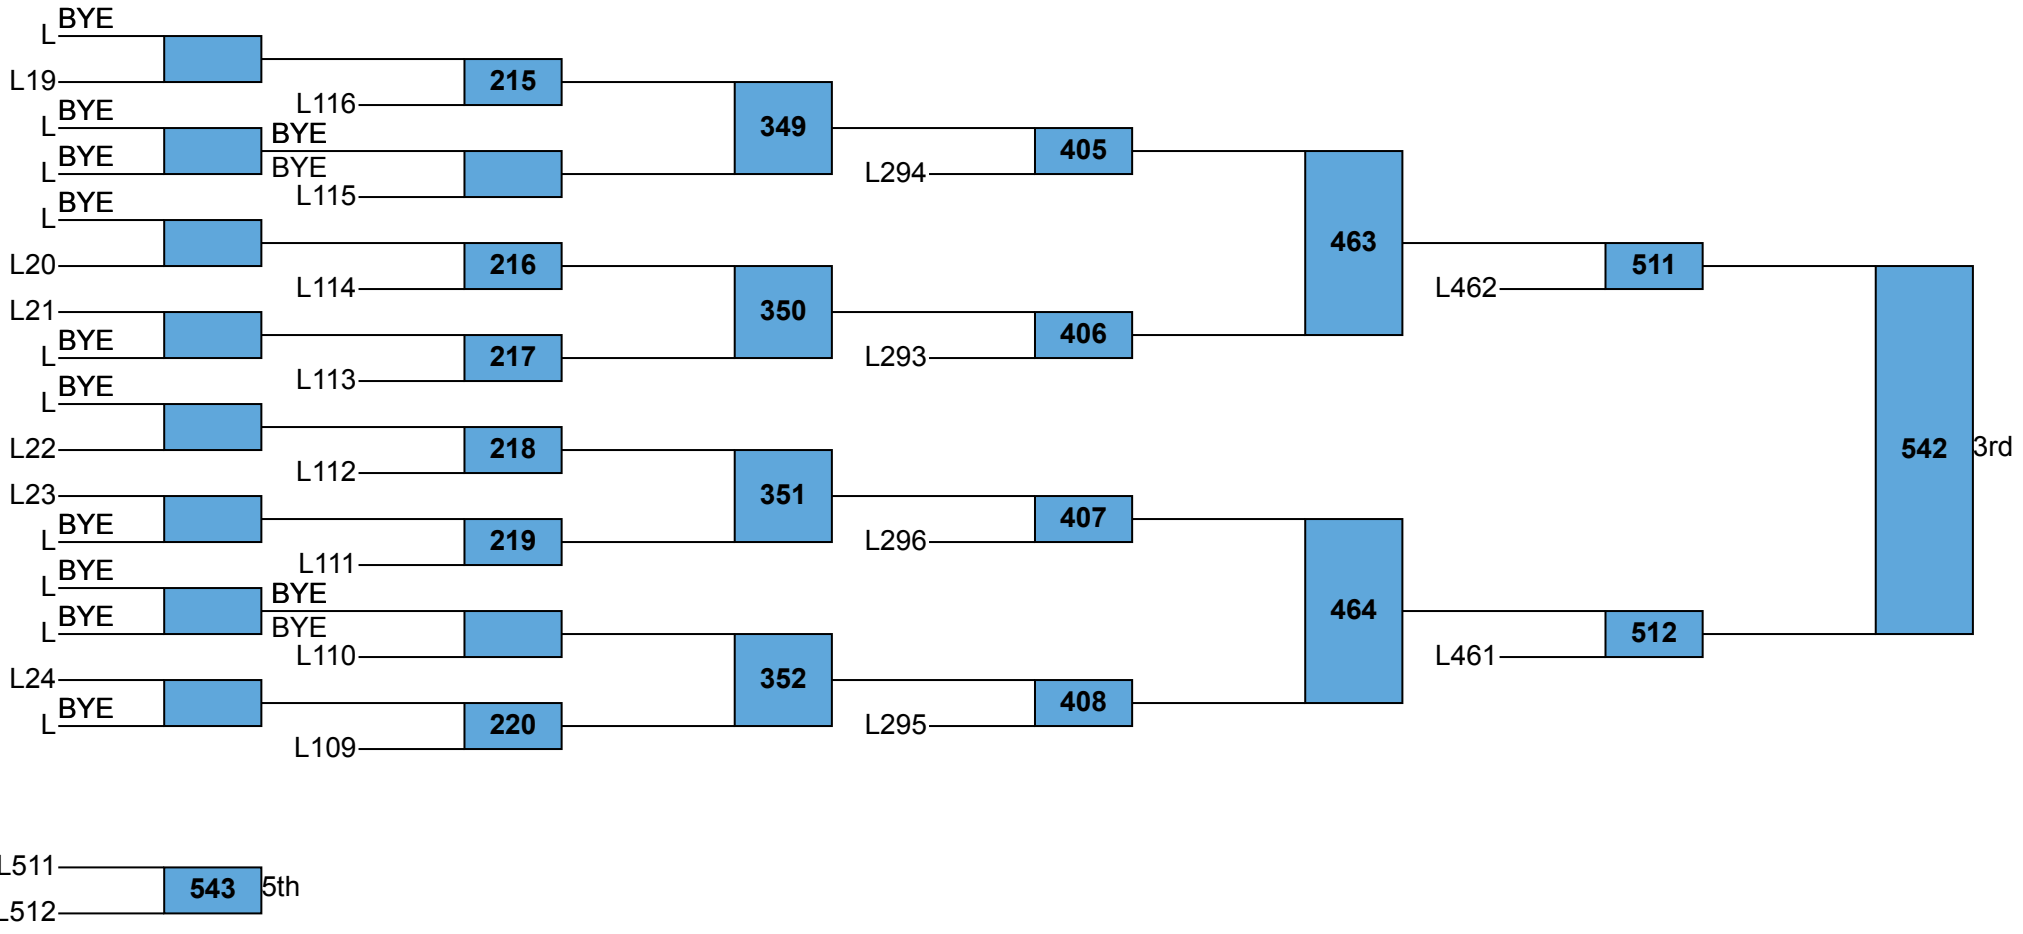 BYE
L
L19
215
L116
BYE
L
349
BYE
BYE
L
BYE
405
L115
L294
BYE
L
463
L20
216
L114
511
L462
L21
350
BYE
L
217
406
L113
L293
BYE
L
L22
218
L112
542 3rd
L23
351
BYE
L
219
407
L111
L296
BYE
L
BYE
464
BYE
L
BYE
512
L110
L461
L24
352
BYE
L
220
408
L109
L295
L511
543 5th
L512